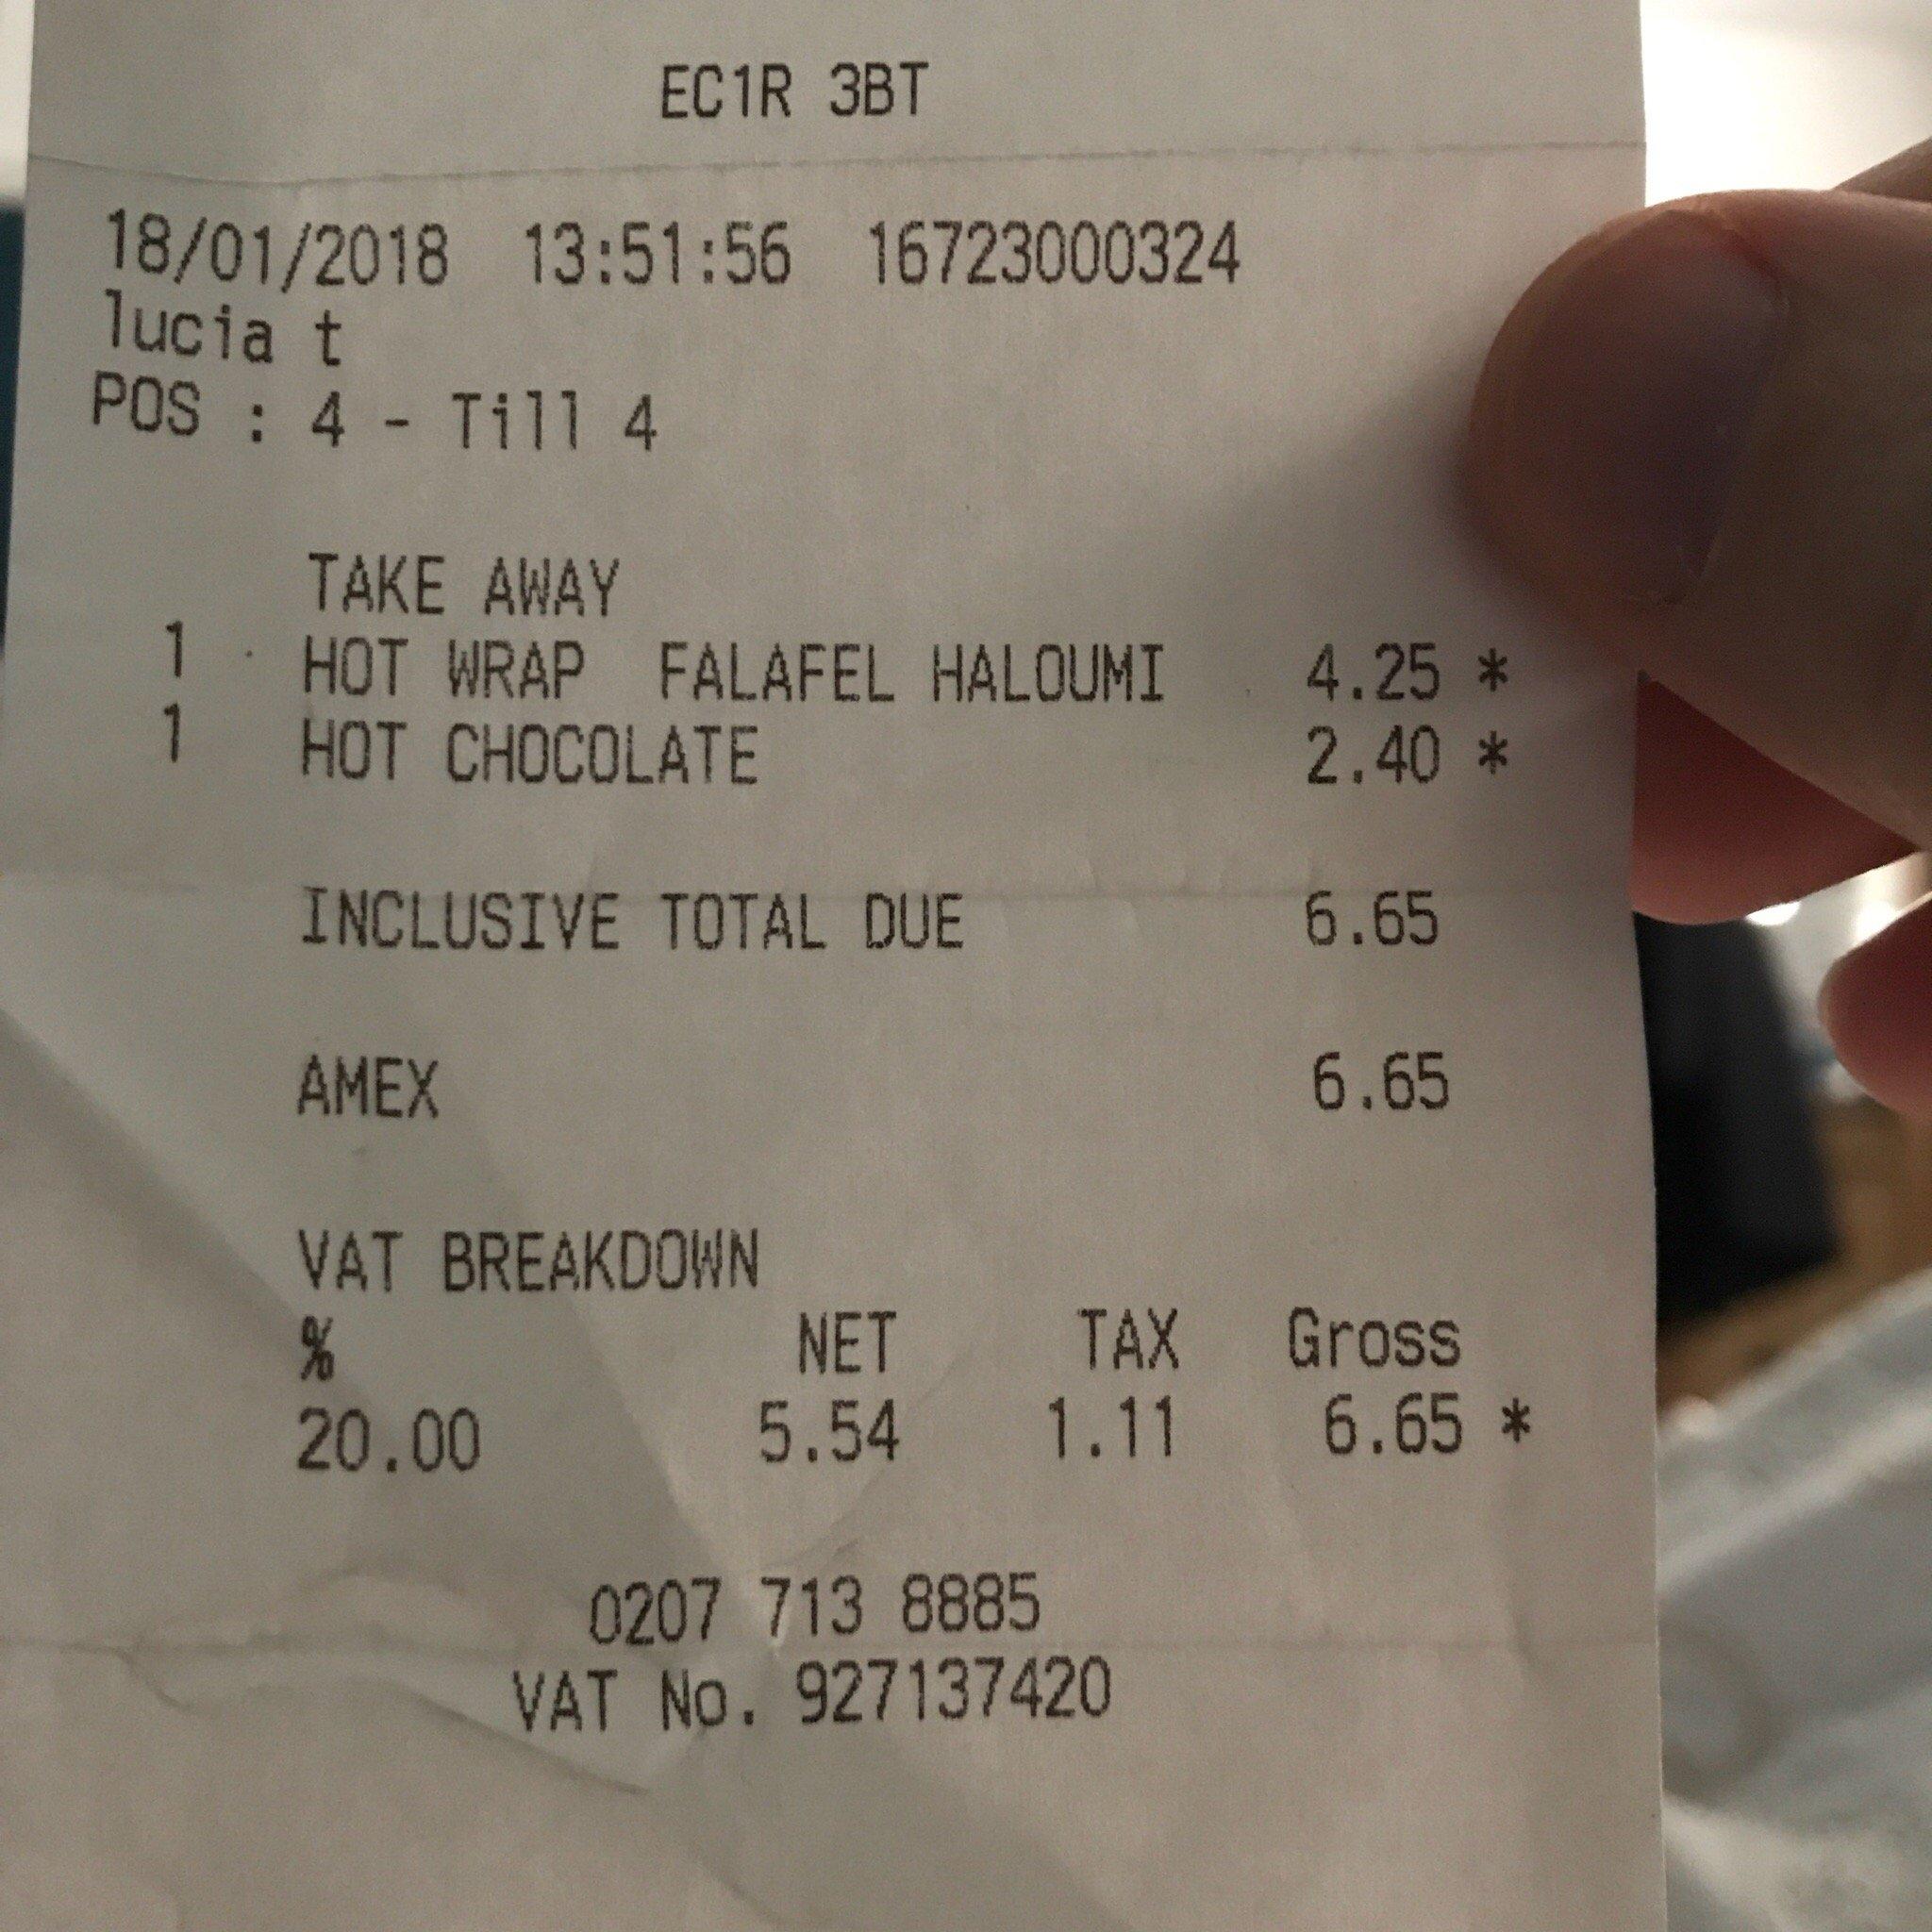 EC1R 3BT
18/01/2018 13:51:56 16723000324
lucia t
POS : 4 - Till 4
TAKE AWAY
1 HOT WRAP FALAFEL HALOUMI 4.25 *
1 HOT CHOCOLATE 2.40 *
INCLUSIVE TOTAL DUE 6.65
AMEX 6.65
VAT BREAKDOWN
% NET TAX Gross
20.00 5.54 1.11 6.65 *
0207 713 8885
VAT No. 927137420